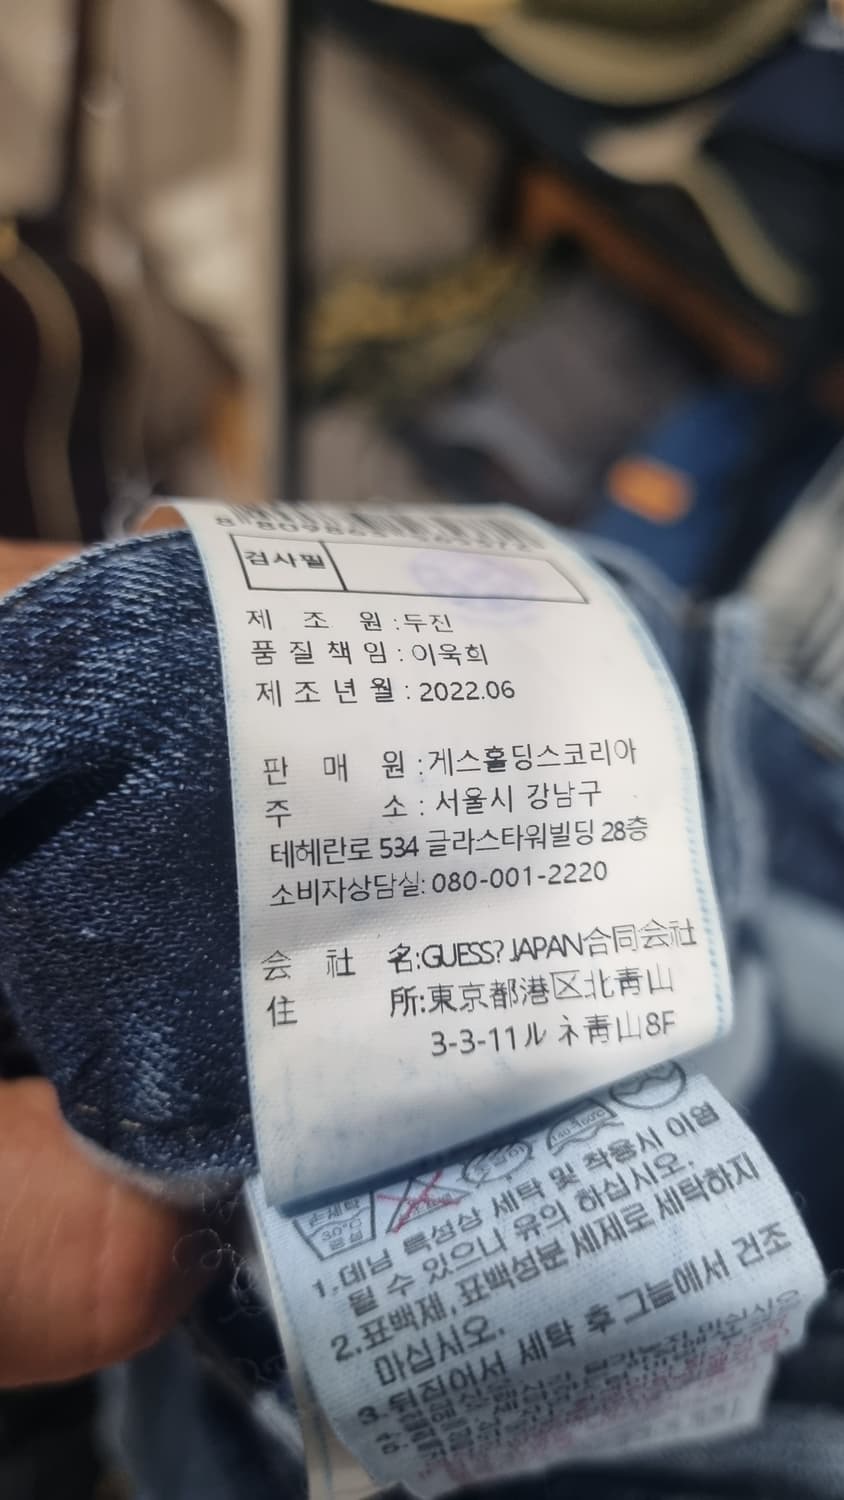 검사필
제 조 원 : 두진
품 질 책 임 : 이욱희
제 조 년 월 : 2022.06
판 매 원 : 게스홀딩스코리아
주 소 : 서울시 강남구
테헤란로 534 글라스타워빌딩 28층
소비자상담실: 080-001-2220
会 社 名:GUESS? JAPAN合同会社
住 所:東京都港区北青山
3-3-11ル ネ青山8F
손세탁
30℃
중성
1.데님 특성상 세탁 및 착용시 이염
될 수 있으니 유의 하십시오.
2.표백제, 표백성분 세제로 세탁하지
마십시오.
3. 뒤집어서 세탁 후 그늘에서 건조